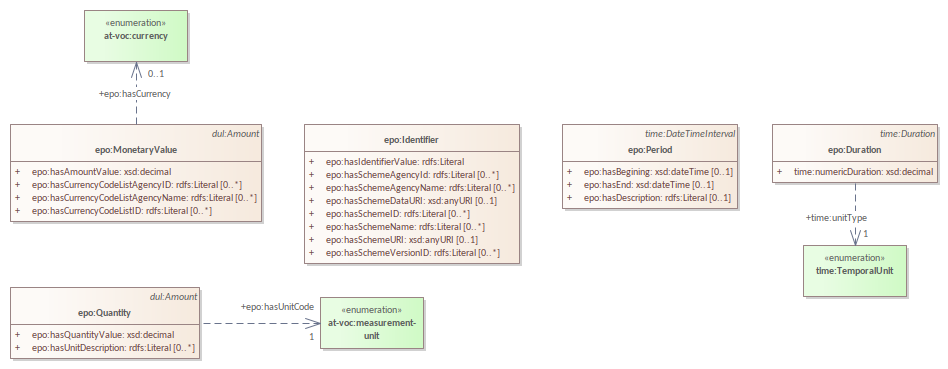 «enumeration»
at-voc:currency
0..1
+epo:hasCurrency
dul:Amount
epo:MonetaryValue
+ epo:hasAmountValue: xsd:decimal
+ epo:hasCurrencyCodeListAgencyID: rdfs:Literal [0..*]
+ epo:hasCurrencyCodeListAgencyName: rdfs:Literal [0..*]
+ epo:hasCurrencyCodeListID: rdfs:Literal [0..*]
epo:Identifier
+ epo:hasIdentifierValue: rdfs:Literal
+ epo:hasSchemeAgencyId: rdfs:Literal [0..*]
+ epo:hasSchemeAgencyName: rdfs:Literal [0..*]
+ epo:hasSchemeDataURI: xsd:anyURI [0..1]
+ epo:hasSchemeID: rdfs:Literal [0..*]
+ epo:hasSchemeName: rdfs:Literal [0..*]
+ epo:hasSchemeURI: xsd:anyURI [0..1]
+ epo:hasSchemeVersionID: rdfs:Literal [0..*]
time:DateTimeInterval
epo:Period
+ epo:hasBegining: xsd:dateTime [0..1]
+ epo:hasEnd: xsd:dateTime [0..1]
+ epo:hasDescription: rdfs:Literal [0..1]
time:Duration
epo:Duration
+ time:numericDuration: xsd:decimal
+time:unitType
1
«enumeration»
time:TemporalUnit
dul:Amount
epo:Quantity
+ epo:hasQuantityValue: xsd:decimal
+ epo:hasUnitDescription: rdfs:Literal [0..*]
+epo:hasUnitCode
1
«enumeration»
at-voc:measurement-
unit